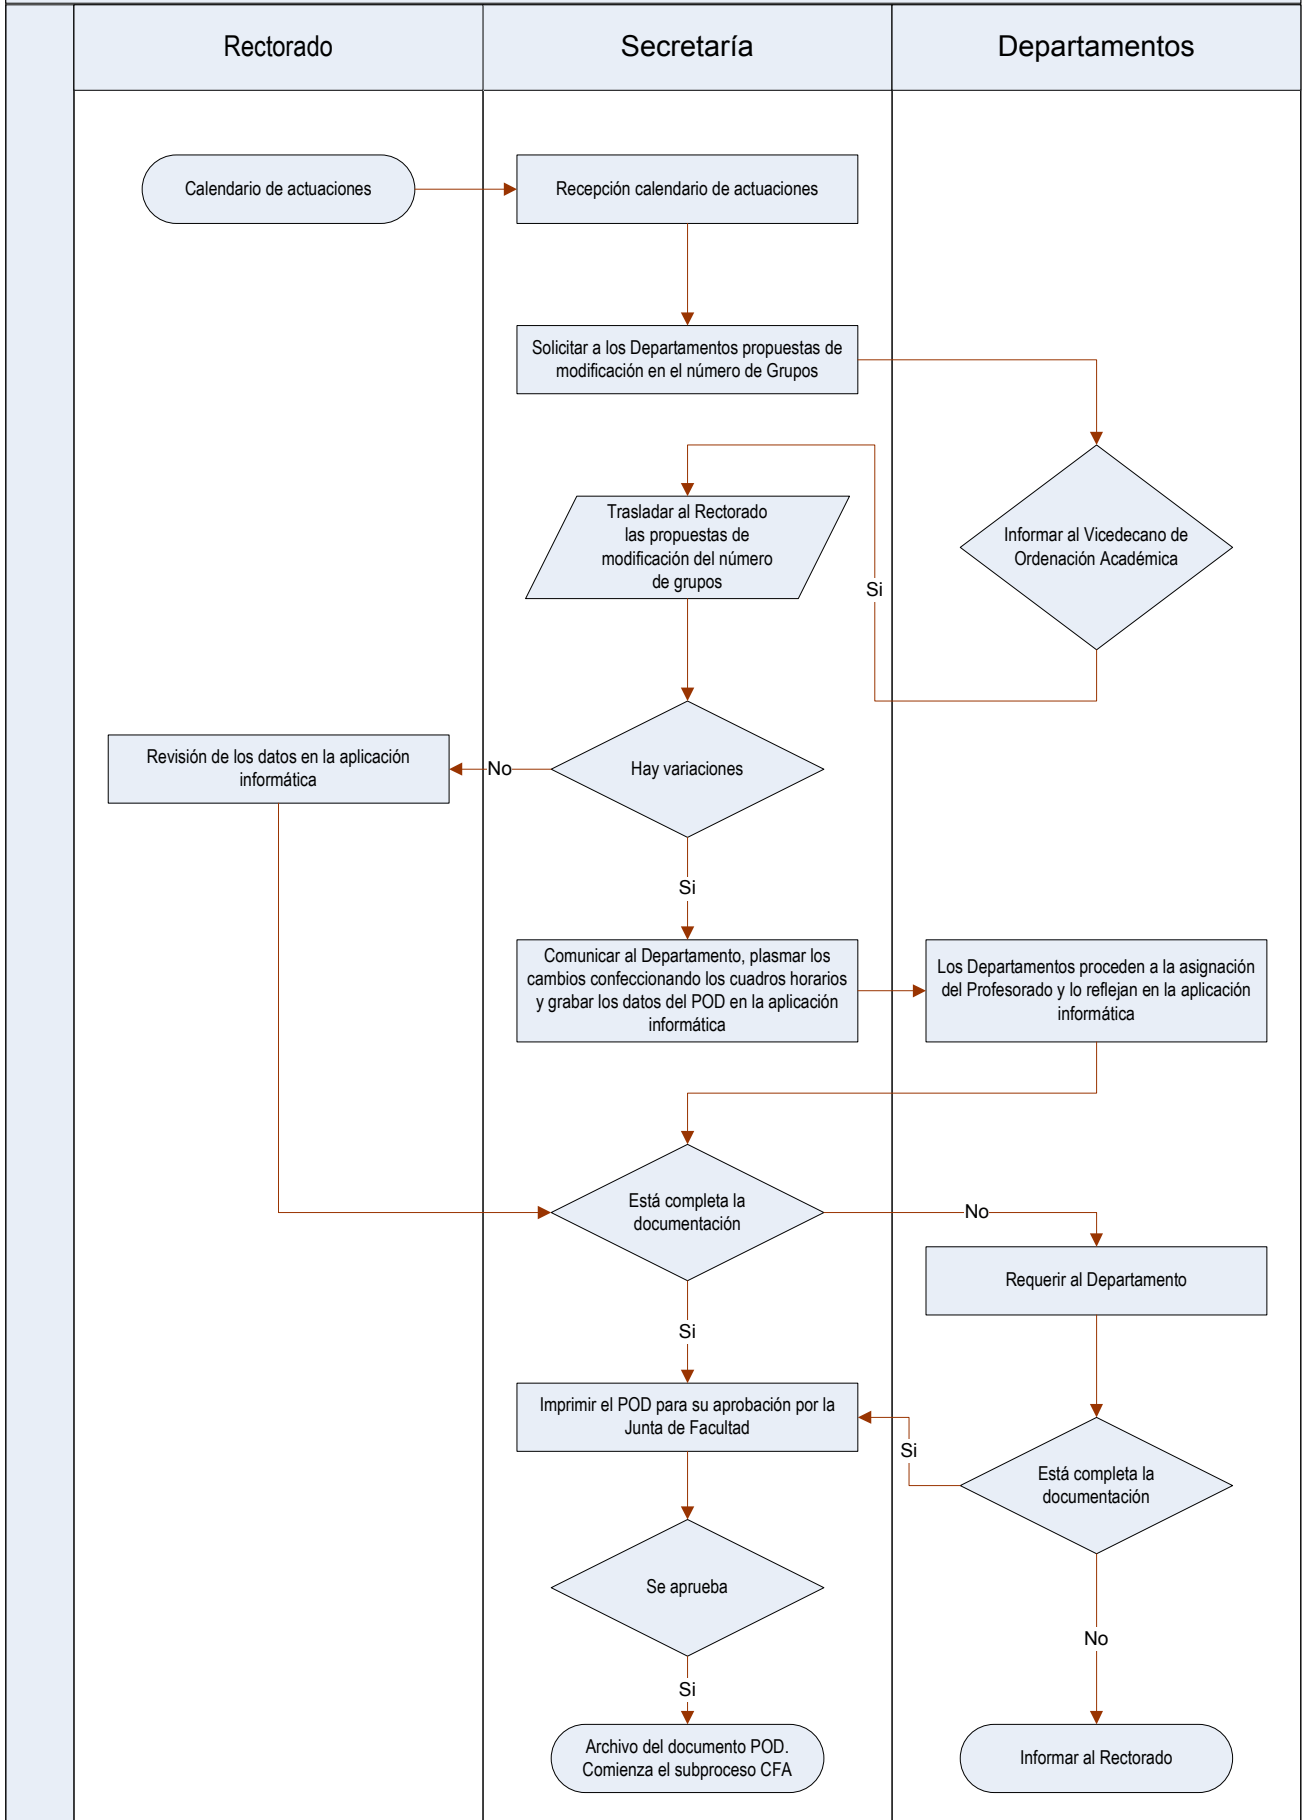 Rectorado
Secretaría
Departamentos
Calendario de actuaciones
Recepción calendario de actuaciones
Solicitar a los Departamentos propuestas de
modificación en el número de Grupos
Informar al Vicedecano de
Ordenación Académica
Si
Trasladar al Rectorado
las propuestas de
modificación del número
de grupos
Hay variaciones
No
Revisión de los datos en la aplicación
informática
Si
Comunicar al Departamento, plasmar los
cambios confeccionando los cuadros horarios
y grabar los datos del POD en la aplicación
informática
Los Departamentos proceden a la asignación
del Profesorado y lo reflejan en la aplicación
informática
Está completa la
documentación
No
Requerir al Departamento
Si
Imprimir el POD para su aprobación por la
Junta de Facultad
Si
Está completa la
documentación
Se aprueba
No
Si
Archivo del documento POD.
Comienza el subproceso CFA
Informar al Rectorado